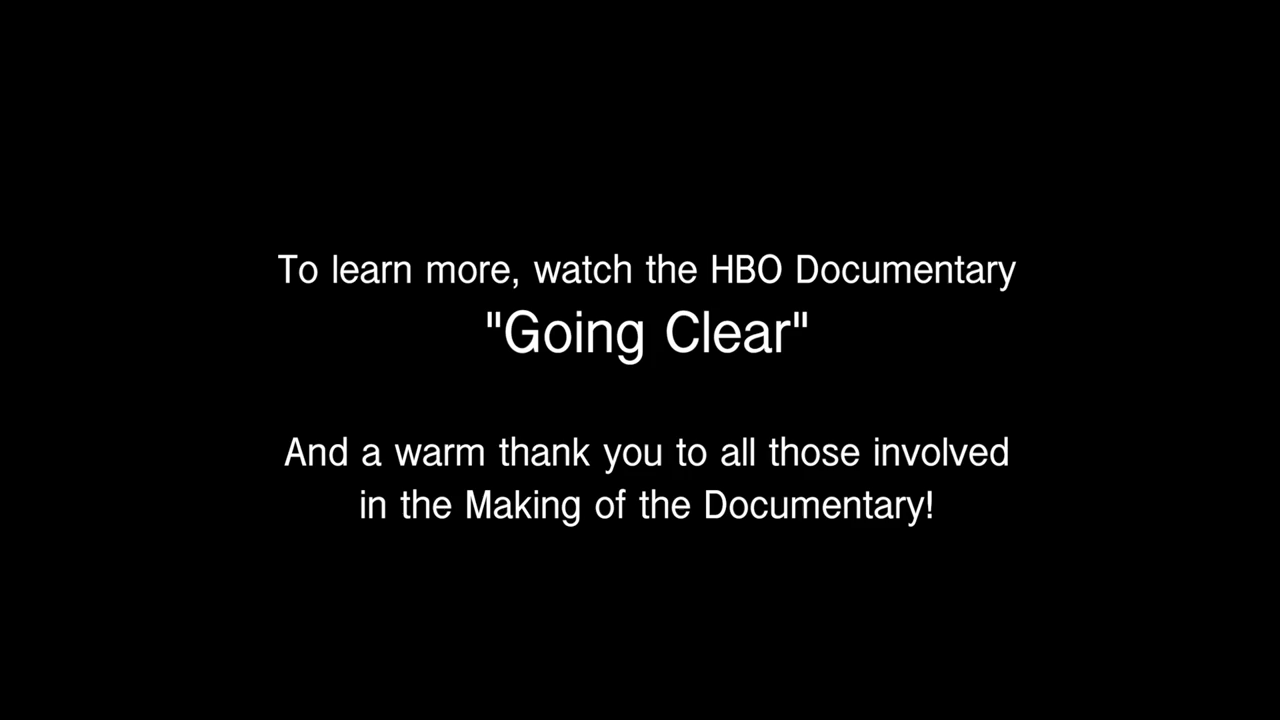 To learn more, watch the HBO Documentary
"Going Clear"
And a warm thank you to all those involved
in the Making of the Documentary!